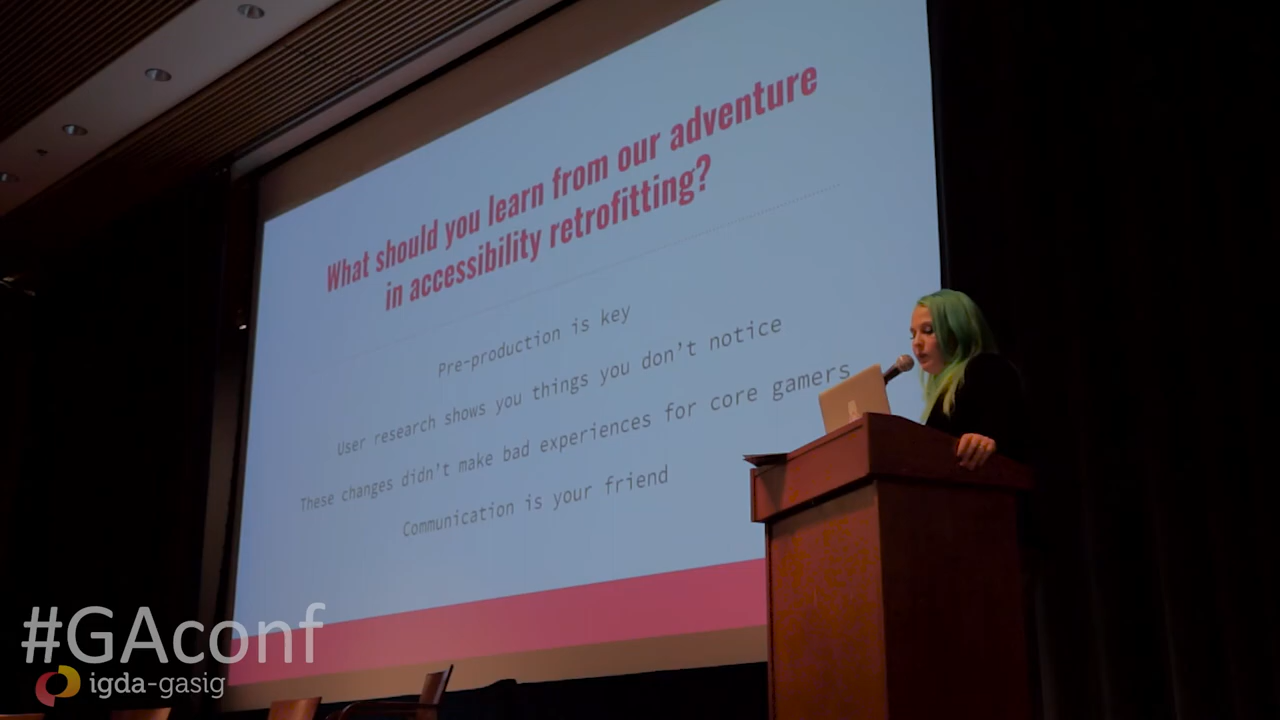 What should you learn from our adventure
in accessibility retrofitting?
Pre-production is key
User research shows you things you don't notice
These changes didn't make bad experiences for core gamers
Communication is your friend
#GAconf
igda-gasig